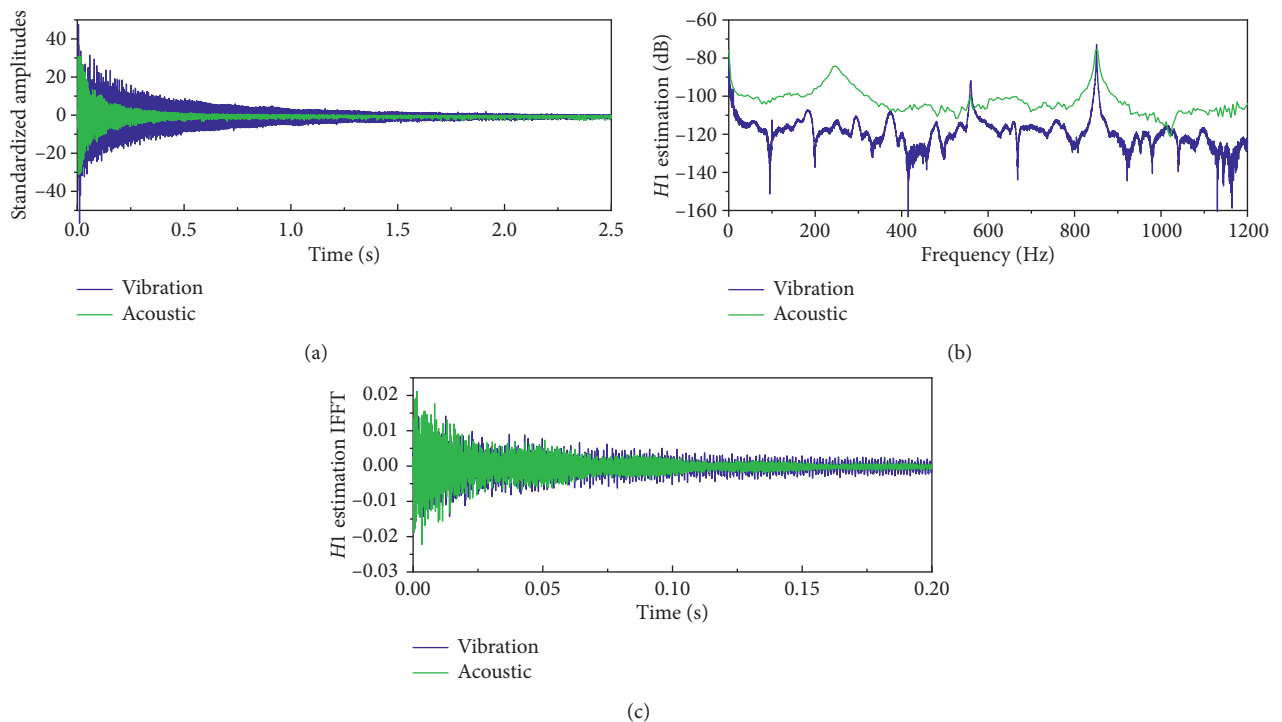 Standardized amplitudes
40
20
0
−20
−40
0.0 0.5 1.0 1.5 2.0 2.5
Time (s)
Vibration
Acoustic
(a)
H1 estimation (dB)
−60
−80
−100
−120
−140
−160
0 200 400 600 800 1000 1200
Frequency (Hz)
Vibration
Acoustic
(b)
H1 estimation IFFT
0.02
0.01
0.00
−0.01
−0.02
−0.03
0.00 0.05 0.10 0.15 0.20
Time (s)
Vibration
Acoustic
(c)